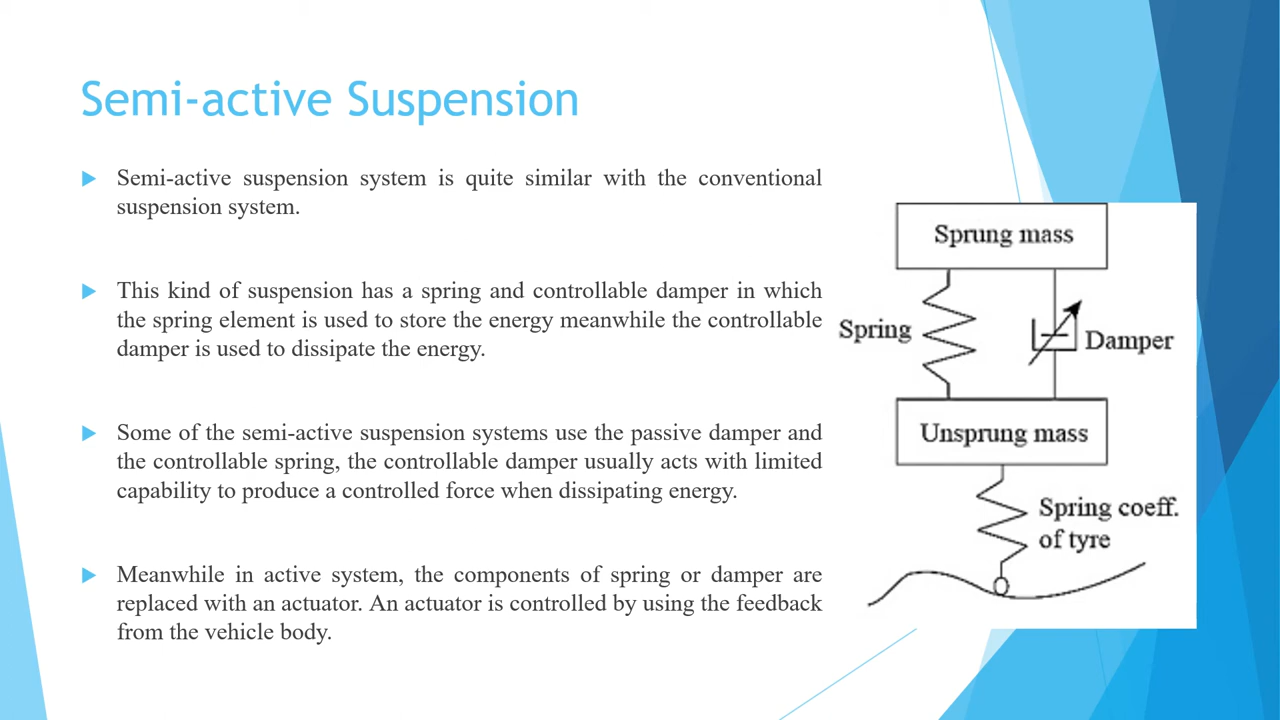 Semi-active Suspension
Semi-active suspension system is quite similar with the conventional
suspension system.
This kind of suspension has a spring and controllable damper in which
the spring element is used to store the energy meanwhile the controllable
damper is used to dissipate the energy.
Some of the semi-active suspension systems use the passive damper and
the controllable spring, the controllable damper usually acts with limited
capability to produce a controlled force when dissipating energy.
Meanwhile in active system, the components of spring or damper are
replaced with an actuator. An actuator is controlled by using the feedback
from the vehicle body.
Sprung mass
Spring
Damper
Unsprung mass
Spring coeff.
of tyre